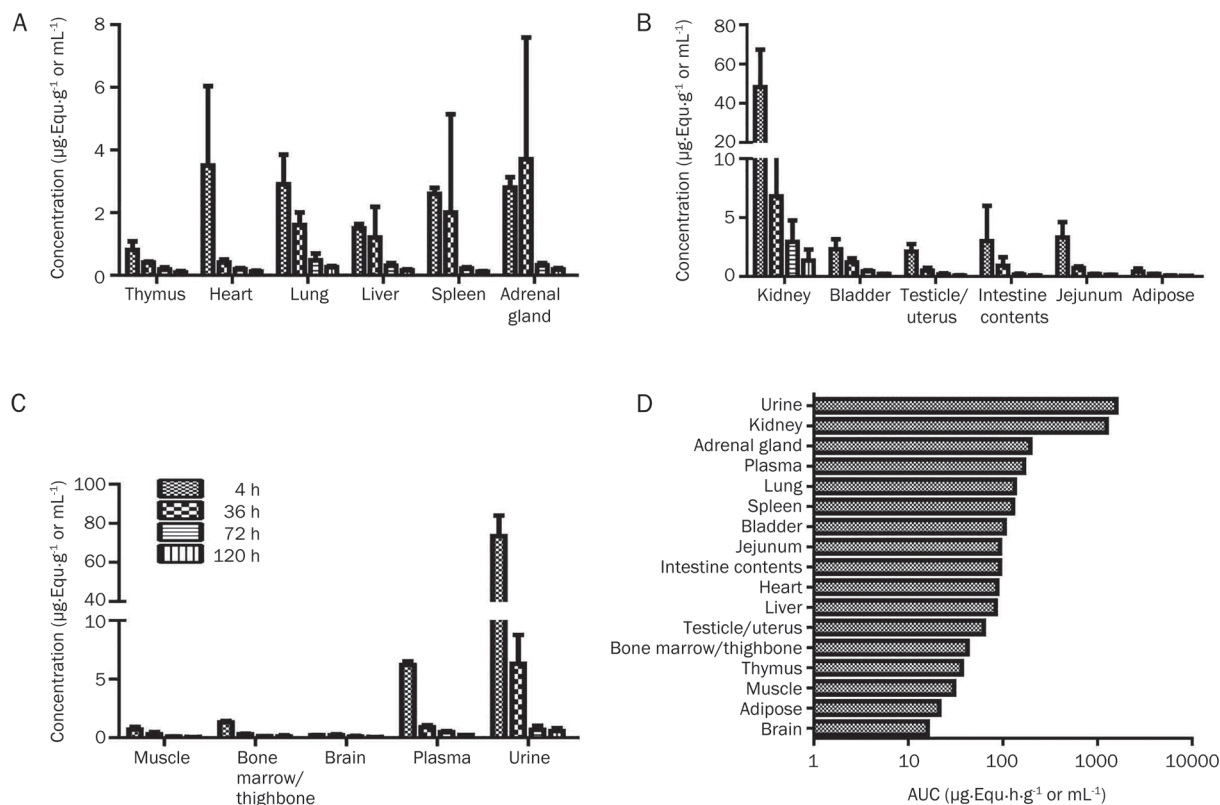 A
Concentration (µg·Equ·g⁻¹ or mL⁻¹)
8
6
4
2
0
Thymus Heart Lung Liver Spleen Adrenal
gland
B
Concentration (µg·Equ·g⁻¹ or mL⁻¹)
80
60
40
20
10
5
0
Kidney Bladder Testicle/ Intestine Jejunum Adipose
uterus contents
C
Concentration (µg·Equ·g⁻¹ or mL⁻¹)
100
80
60
40
10
5
0
4 h
36 h
72 h
120 h
Muscle Bone Brain Plasma Urine
marrow/
thighbone
D
Urine
Kidney
Adrenal gland
Plasma
Lung
Spleen
Bladder
Jejunum
Intestine contents
Heart
Liver
Testicle/uterus
Bone marrow/thighbone
Thymus
Muscle
Adipose
Brain
1 10 100 1000 10000
AUC (µg·Equ·h·g⁻¹ or mL⁻¹)